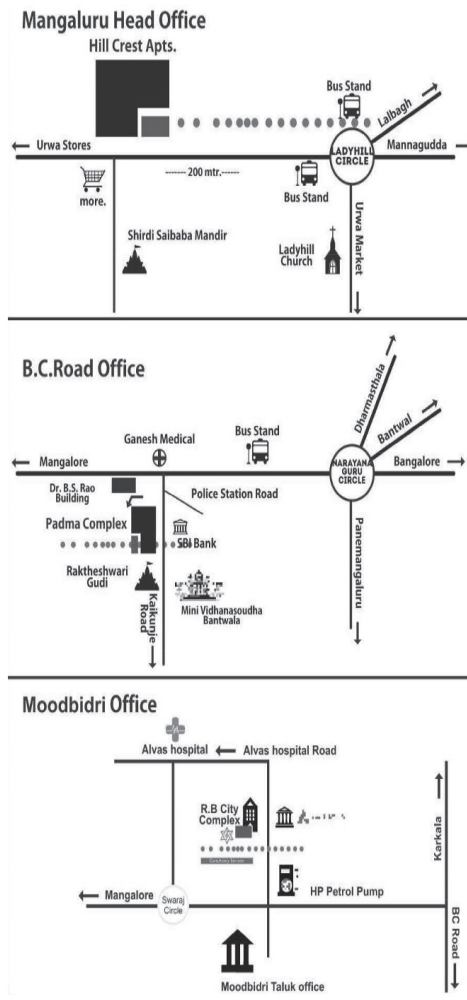 Mangaluru Head Office
Hill Crest Apts.
Bus Stand
Lalbagh
Urwa Stores
LADYHILL
CIRCLE
Mannagudda
200 mtr.
more.
Bus Stand
Shirdi Saibaba Mandir
Ladyhill
Church
Urwa Market
B.C.Road Office
Dharmasthala
Bantwal
Ganesh Medical
Bus Stand
Mangalore
NARAYANA
GURU
CIRCLE
Bangalore
Dr. B.S. Rao
Building
Police Station Road
Padma Complex
SBI Bank
Raktheshwari
Gudi
Mini Vidhanasoudha
Bantwala
Kaikunje
Road
Panemangaluru
Moodbidri Office
Alvas hospital
Alvas hospital Road
R.B City
Complex
Karkala
HP Petrol Pump
Mangalore
Swaraj
Circle
BC Road
Moodbidri Taluk office